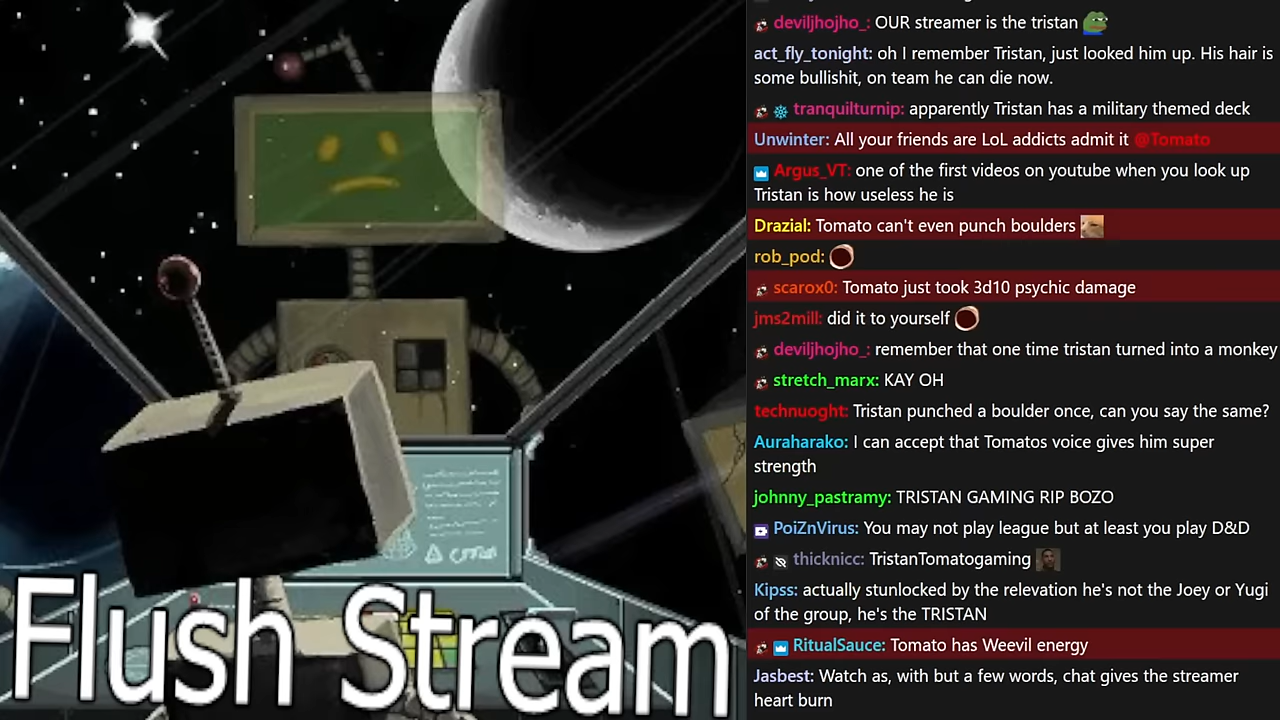 deviljhojho_: OUR streamer is the tristan
act_fly_tonight: oh I remember Tristan, just looked him up. His hair is
some bullishit, on team he can die now.
tranquilturnip: apparently Tristan has a military themed deck
Unwinter: All your friends are LoL addicts admit it @Tomato
Argus_VT: one of the first videos on youtube when you look up
Tristan is how useless he is
Drazial: Tomato can't even punch boulders
rob_pod:
scarox0: Tomato just took 3d10 psychic damage
jms2mill: did it to yourself
deviljhojho_: remember that one time tristan turned into a monkey
stretch_marx: KAY OH
technuoght: Tristan punched a boulder once, can you say the same?
Auraharako: I can accept that Tomatos voice gives him super
strength
johnny_pastramy: TRISTAN GAMING RIP BOZO
PoiZnVirus: You may not play league but at least you play D&D
thicknicc: TristanTomatogaming
Kipss: actually stunlocked by the relevation he's not the Joey or Yugi
of the group, he's the TRISTAN
RitualSauce: Tomato has Weevil energy
Jasbest: Watch as, with but a few words, chat gives the streamer
heart burn
Flush Stream